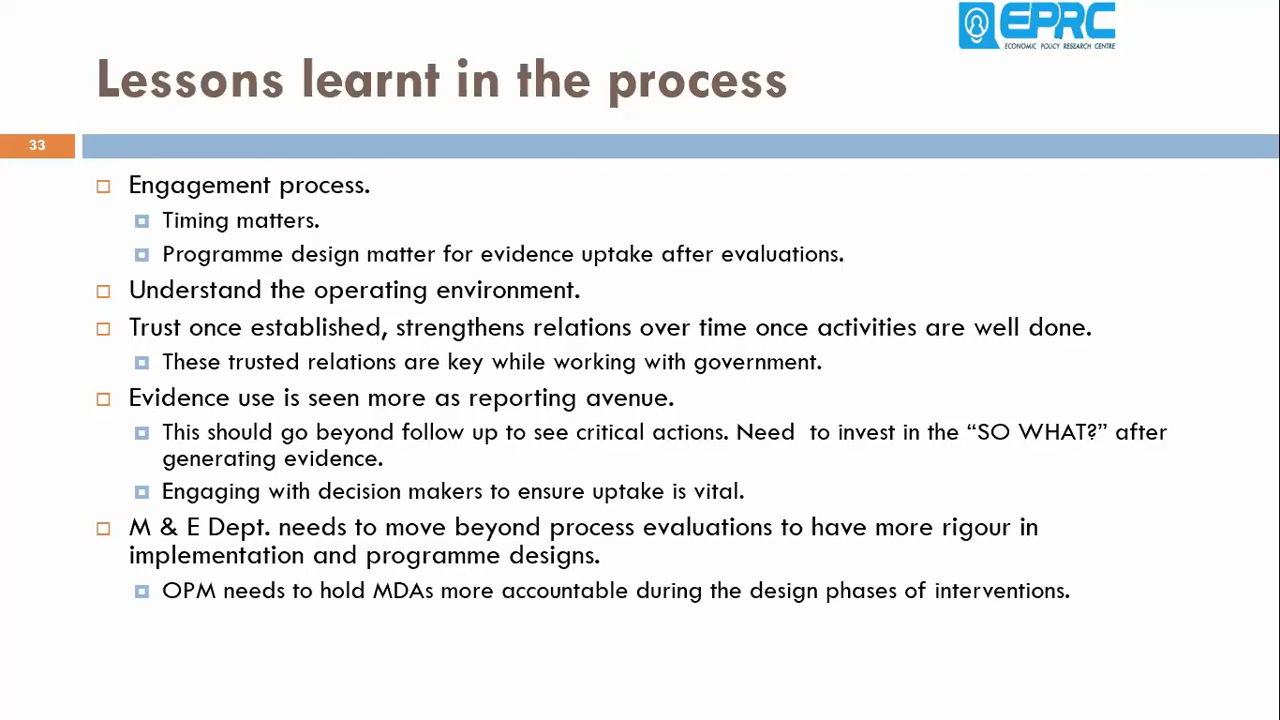 EPRC
ECONOMIC POLICY RESEARCH CENTRE
Lessons learnt in the process
33
Engagement process.
Timing matters.
Programme design matter for evidence uptake after evaluations.
Understand the operating environment.
Trust once established, strengthens relations over time once activities are well done.
These trusted relations are key while working with government.
Evidence use is seen more as reporting avenue.
This should go beyond follow up to see critical actions. Need  to invest in the “SO WHAT?” after
generating evidence.
Engaging with decision makers to ensure uptake is vital.
M & E Dept. needs to move beyond process evaluations to have more rigour in
implementation and programme designs.
OPM needs to hold MDAs more accountable during the design phases of interventions.